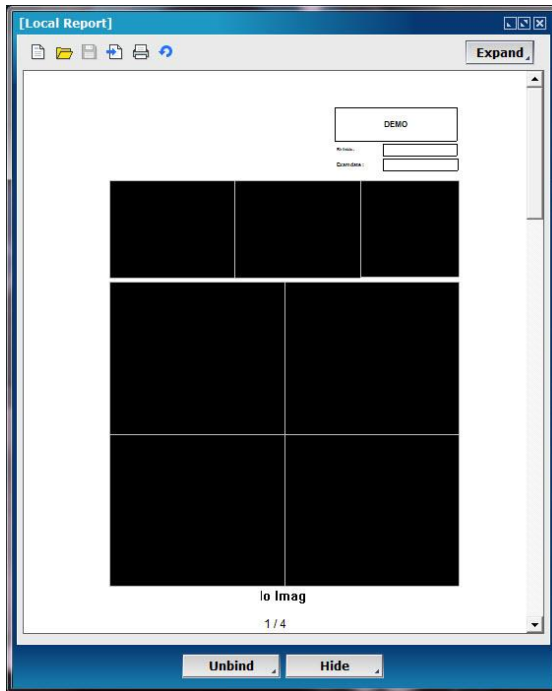 [Local Report]
Expand
DEMO
lo Imag
1 / 4
Unbind
Hide